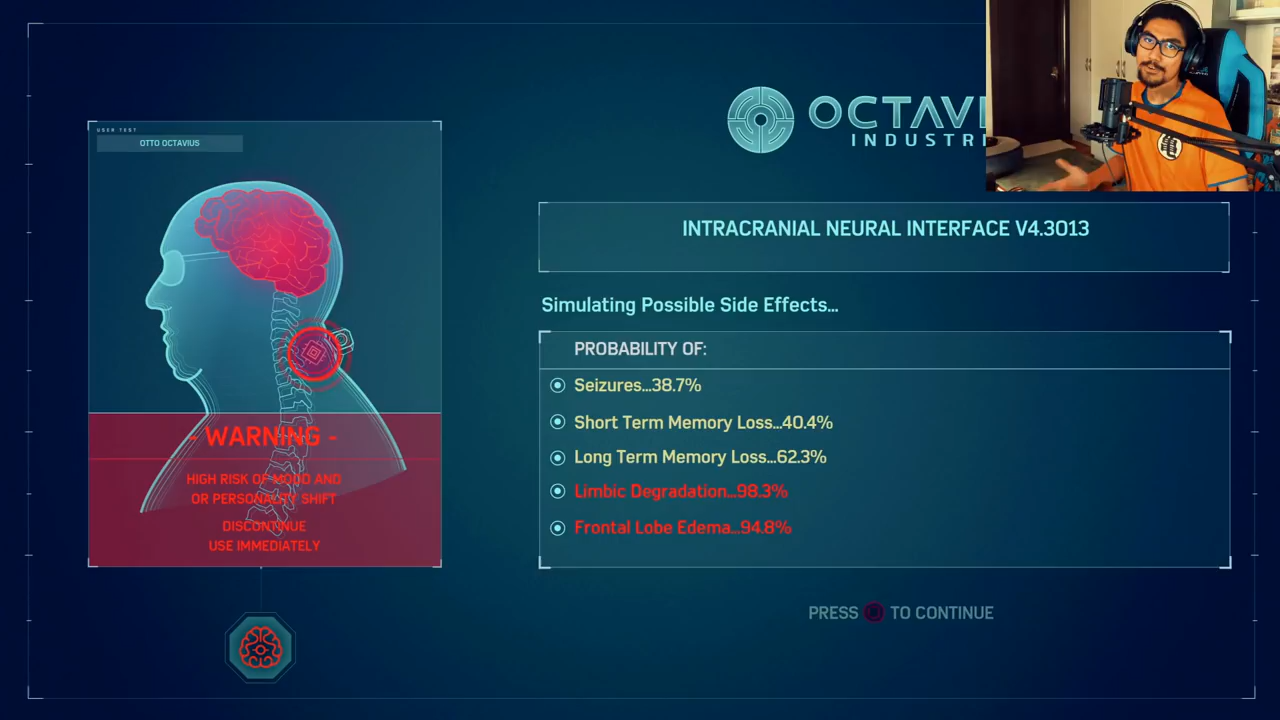 USER TEST
OTTO OCTAVIUS
- WARNING -
HIGH RISK OF MOOD AND
OR PERSONALITY SHIFT
DISCONTINUE
USE IMMEDIATELY
OCTAVI
INDUSTRI
INTRACRANIAL NEURAL INTERFACE V4.3013
Simulating Possible Side Effects...
PROBABILITY OF:
Seizures...38.7%
Short Term Memory Loss...40.4%
Long Term Memory Loss...62.3%
Limbic Degradation...98.3%
Frontal Lobe Edema...94.8%
PRESS TO CONTINUE